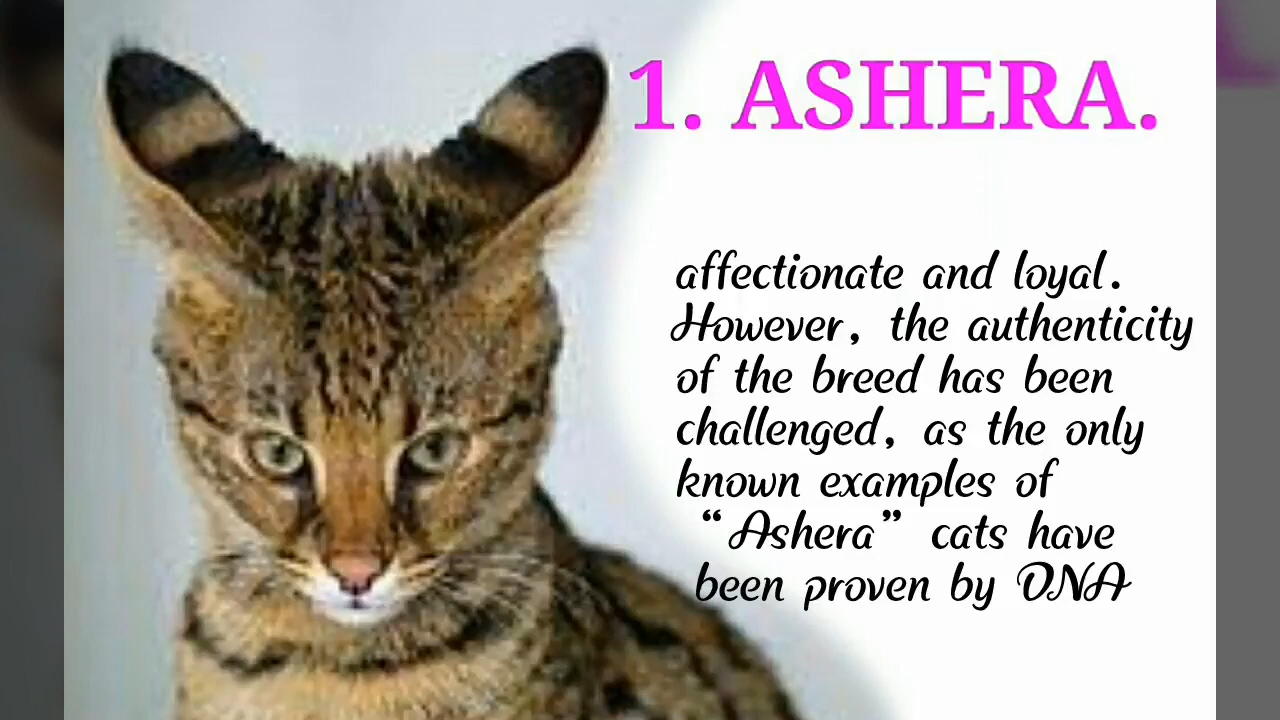 1. ASHERA.
affectionate and loyal.
However, the authenticity
of the breed has been
challenged, as the only
known examples of
“Ashera” cats have
been proven by DNA